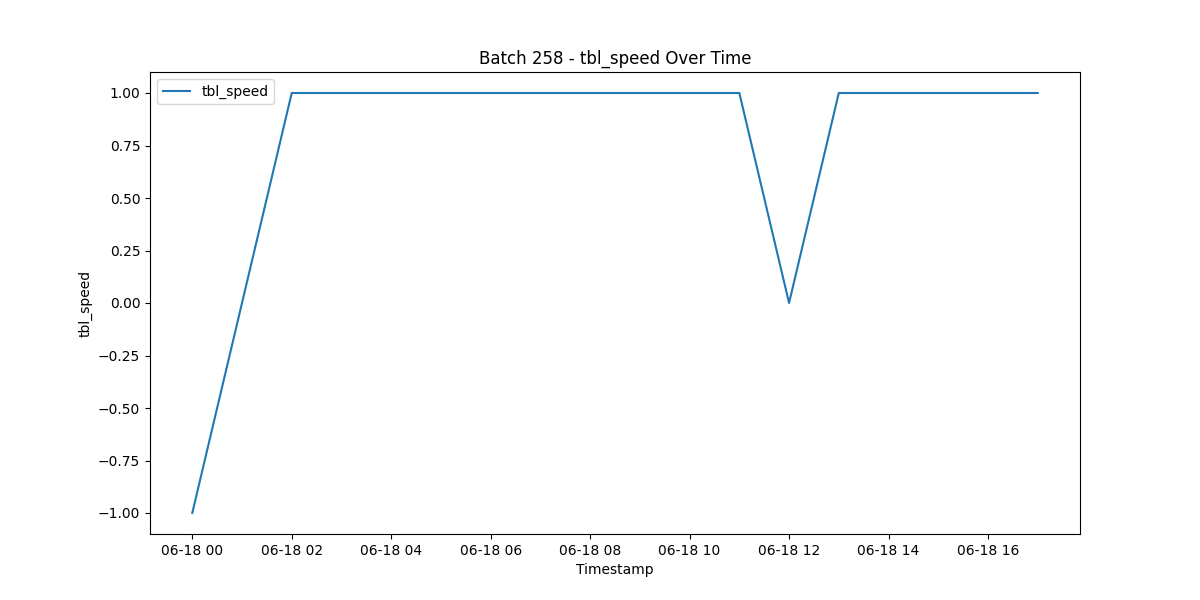 Batch 258 - tbl_speed Over Time
tbl_speed
1.00
0.75
0.50
0.25
0.00
−0.25
−0.50
−0.75
−1.00
tbl_speed
06-18 00 06-18 02 06-18 04 06-18 06 06-18 08 06-18 10 06-18 12 06-18 14 06-18 16
Timestamp